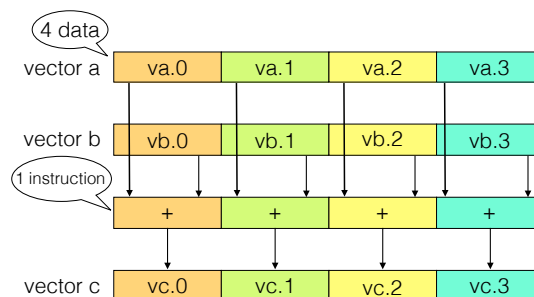 4 data
vector a va.0 va.1 va.2 va.3
vector b vb.0 vb.1 vb.2 vb.3
1 instruction
+ + + +
vector c vc.0 vc.1 vc.2 vc.3